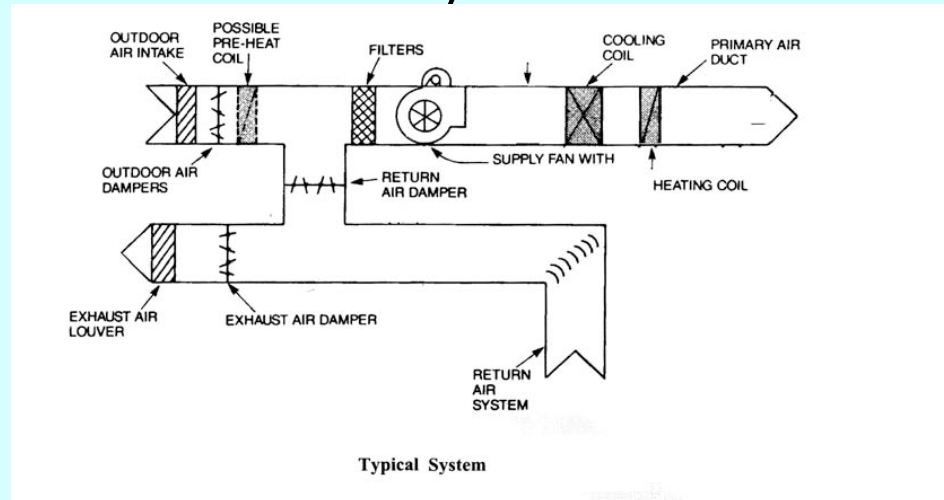 OUTDOOR
AIR INTAKE
POSSIBLE
PRE-HEAT
COIL
FILTERS
COOLING
COIL
PRIMARY AIR
DUCT
OUTDOOR AIR
DAMPERS
RETURN
AIR DAMPER
SUPPLY FAN WITH
HEATING COIL
EXHAUST AIR
LOUVER
EXHAUST AIR DAMPER
RETURN
AIR
SYSTEM
Typical System